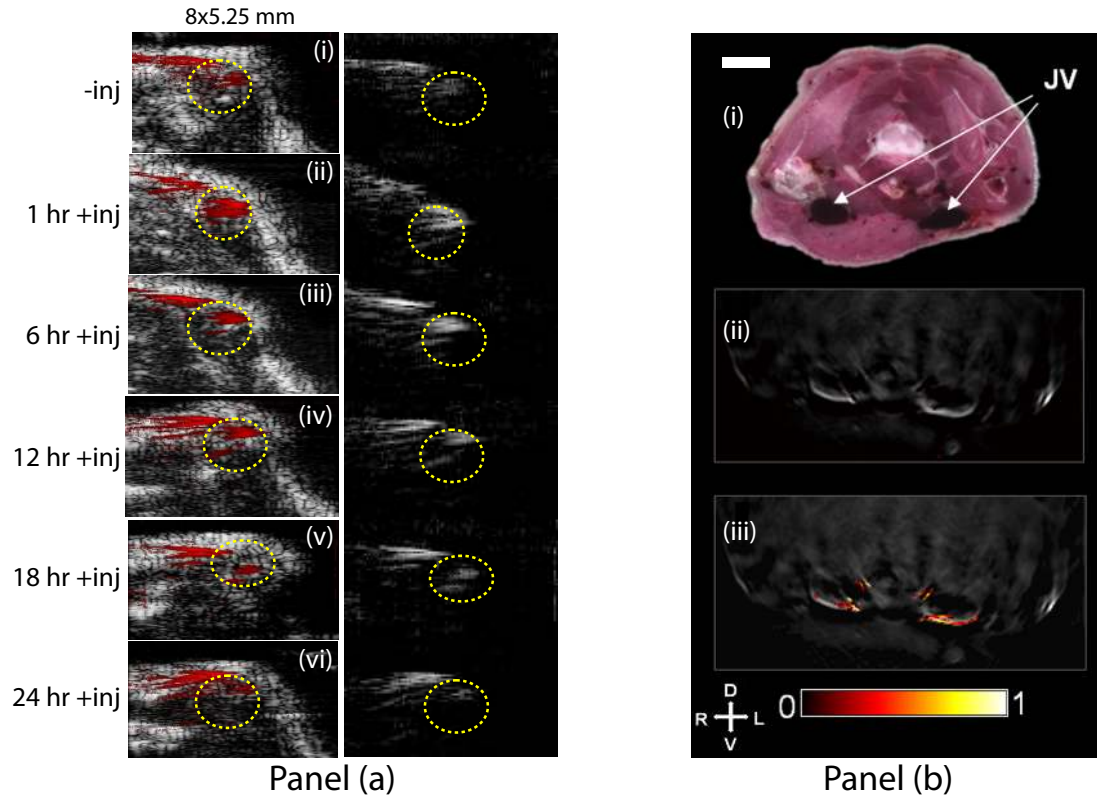 8x5.25 mm
-inj
(i)
1 hr +inj
(ii)
6 hr +inj
(iii)
12 hr +inj
(iv)
18 hr +inj
(v)
24 hr +inj
(vi)
Panel (a)
JV
(i)
(ii)
(iii)
D
R L
V
0 1
Panel (b)